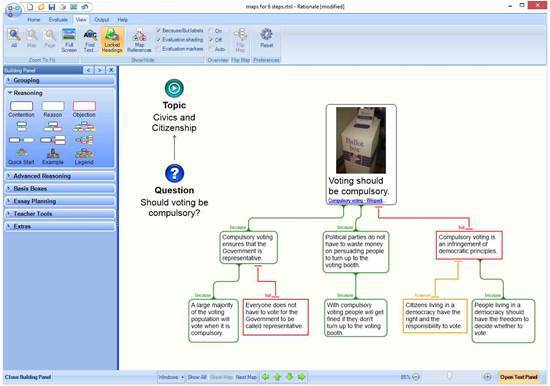 maps for 6 steps.rtnl - Rationale [modified]
Home Evaluate View Output Help
All Map Page Full Screen
Find Text... Locked Headings Map References
Because/But labels
Evaluation shading
Evaluation markers
On
Off
Auto
Flip Map
Reset
Zoom To Fit Show/Hide Overview Flip Map Preferences
Building Panel
Grouping
Reasoning
Contention Reason Objection
Quick Start Example Legend
Advanced Reasoning
Basis Boxes
Essay Planning
Teacher Tools
Extras
Topic
Civics and
Citizenship
Question
Should voting be
compulsory?
Ballot
box
Voting should
be compulsory.
Compulsory voting - Wikipedi
because
because
but
Compulsory voting
ensures that the
Government is
representative.
Political parties do not
have to waste money
on persuading people
to turn up to the
voting booth.
Compulsory voting is
an infringement of
democratic principles.
because
but
because
however
because
A large majority of
the voting
population will
vote when it is
compulsory.
Everyone does not
have to vote for the
Government to be
called representative.
With compulsory
voting people will get
fined if they don't
turn up to the voting
booth.
Citizens living in a
democracy have the
right and the
responsibility to vote.
People living in a
democracy should
have the freedom to
decide whether to
vote.
Close Building Panel
Windows Show All Show Map Next Map
85%
Open Text Panel